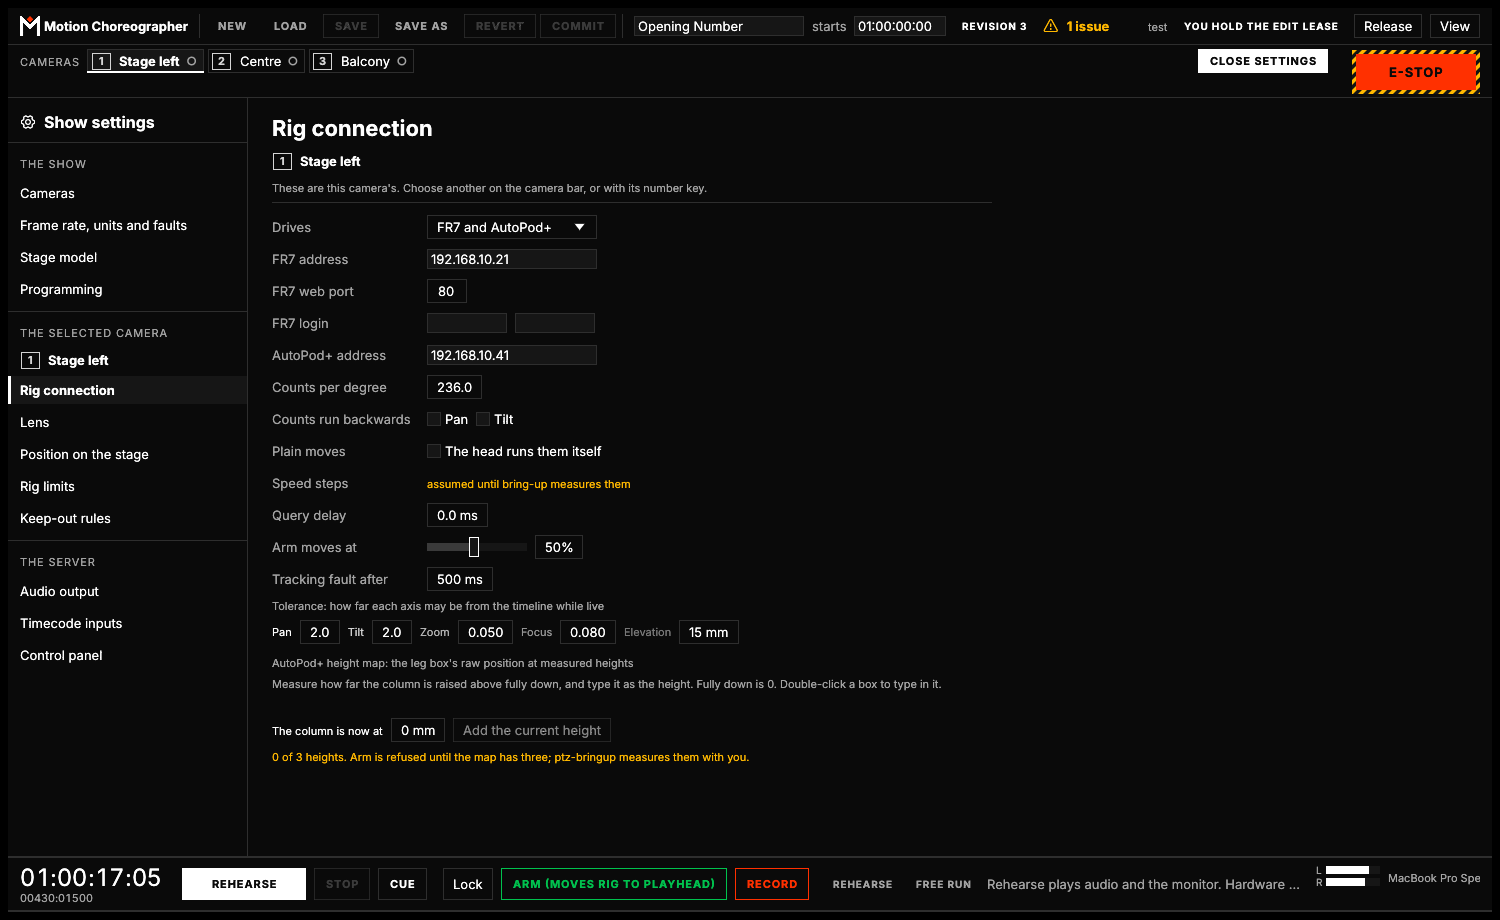 Motion Choreographer NEW LOAD SAVE SAVE AS REVERT COMMIT Opening Number starts 01:00:00:00 REVISION 3 1 issue test YOU HOLD THE EDIT LEASE Release View
CAMERAS 1 Stage left 2 Centre 3 Balcony CLOSE SETTINGS E-STOP
Show settings
THE SHOW
Cameras
Frame rate, units and faults
Stage model
Programming
THE SELECTED CAMERA
1 Stage left
Rig connection
Lens
Position on the stage
Rig limits
Keep-out rules
THE SERVER
Audio output
Timecode inputs
Control panel
Rig connection
1 Stage left
These are this camera's. Choose another on the camera bar, or with its number key.
Drives FR7 and AutoPod+
FR7 address 192.168.10.21
FR7 web port 80
FR7 login
AutoPod+ address 192.168.10.41
Counts per degree 236.0
Counts run backwards Pan Tilt
Plain moves The head runs them itself
Speed steps assumed until bring-up measures them
Query delay 0.0 ms
Arm moves at 50%
Tracking fault after 500 ms
Tolerance: how far each axis may be from the timeline while live
Pan 2.0 Tilt 2.0 Zoom 0.050 Focus 0.080 Elevation 15 mm
AutoPod+ height map: the leg box's raw position at measured heights
Measure how far the column is raised above fully down, and type it as the height. Fully down is 0. Double-click a box to type in it.
The column is now at 0 mm Add the current height
0 of 3 heights. Arm is refused until the map has three; ptz-bringup measures them with you.
01:00:17:05
00430:01500
REHEARSE STOP CUE Lock ARM (MOVES RIG TO PLAYHEAD) RECORD REHEARSE FREE RUN Rehearse plays audio and the monitor. Hardware ...
L
R
MacBook Pro Spe